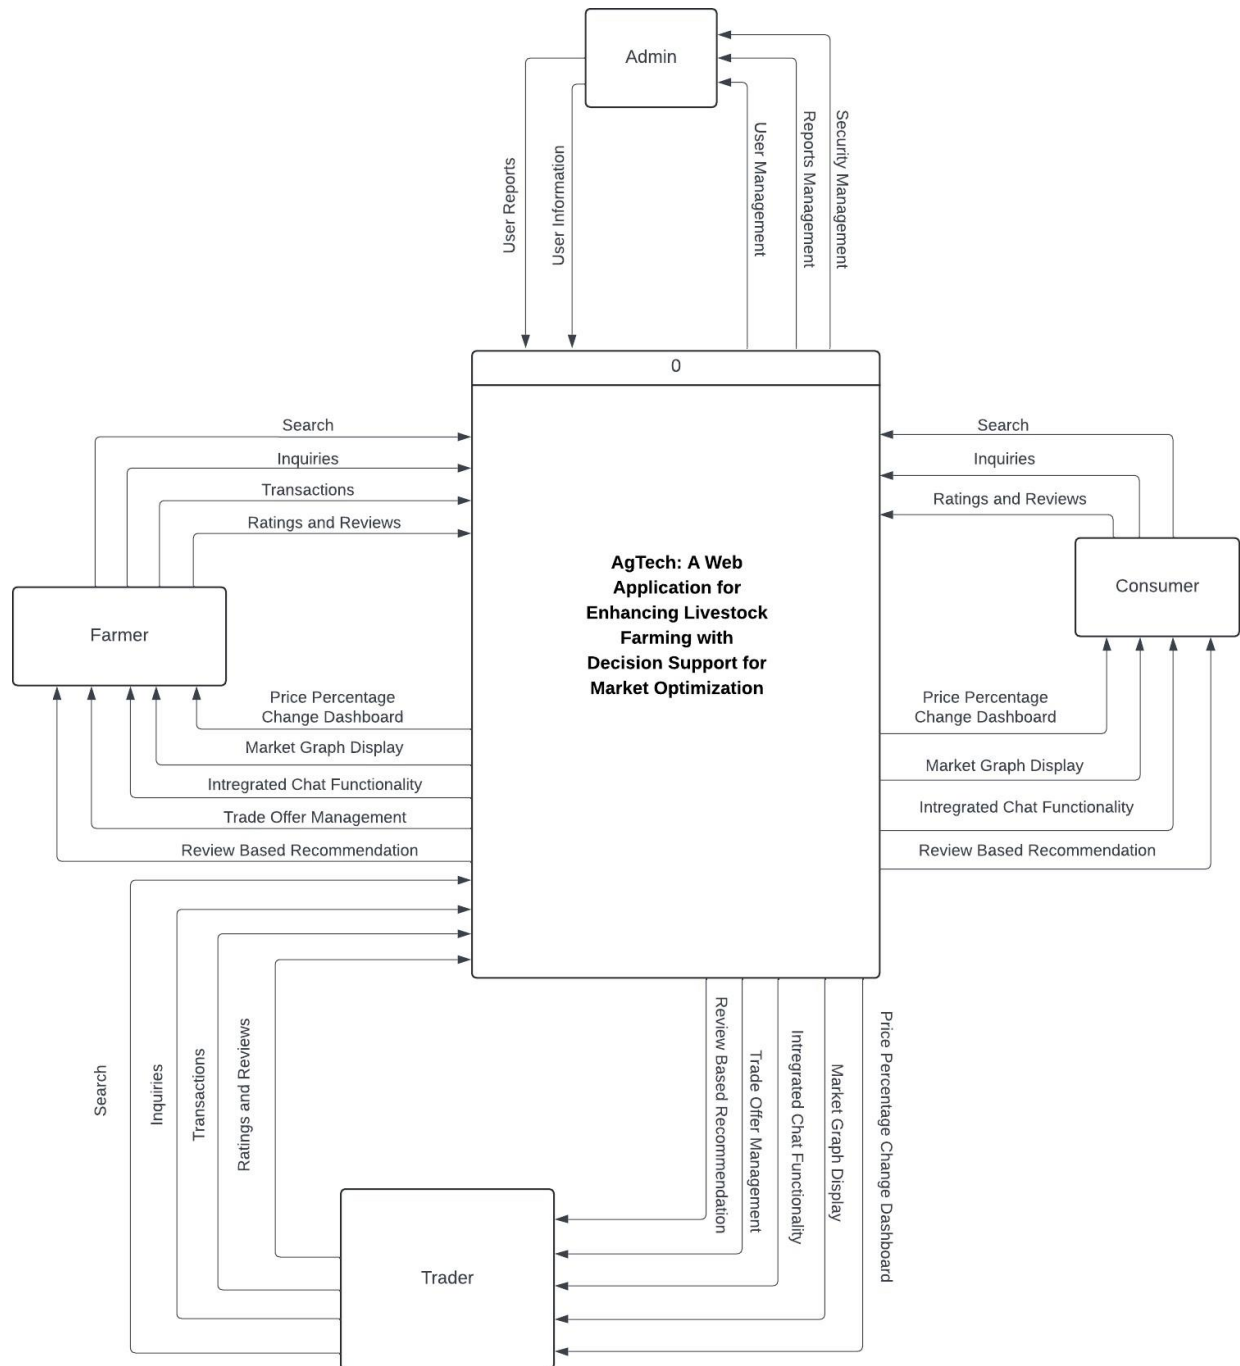 Admin
User Reports
User Information
User Management
Reports Management
Security Management
0
Search
Inquiries
Transactions
Ratings and Reviews
Farmer
Price Percentage
Change Dashboard
Market Graph Display
Intregrated Chat Functionality
Trade Offer Management
Review Based Recommendation
AgTech: A Web
Application for
Enhancing Livestock
Farming with
Decision Support for
Market Optimization
Search
Inquiries
Ratings and Reviews
Consumer
Price Percentage
Change Dashboard
Market Graph Display
Intregrated Chat Functionality
Review Based Recommendation
Search
Inquiries
Transactions
Ratings and Reviews
Trader
Review Based Recommendation
Trade Offer Management
Intregrated Chat Functionality
Market Graph Display
Price Percentage Change Dashboard